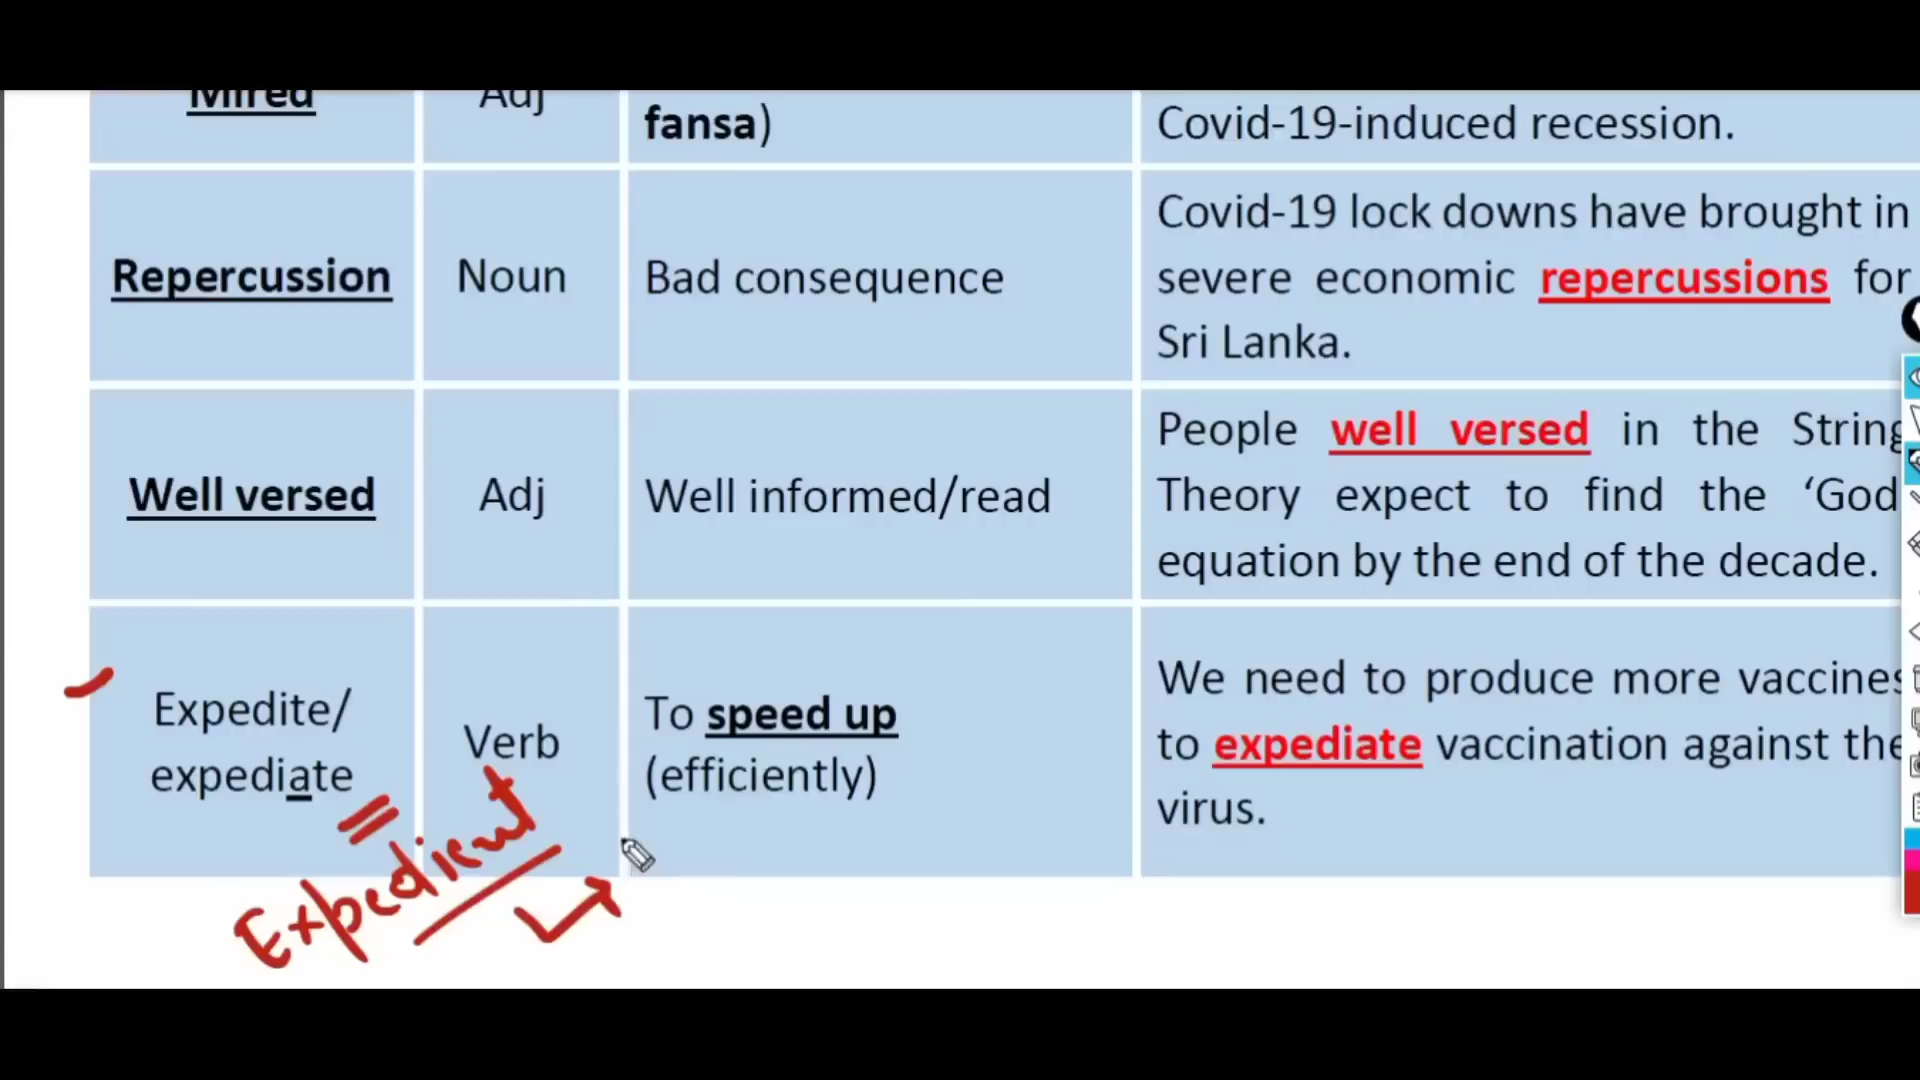 Mired
Adj
fansa)
Covid-19-induced recession.
Repercussion
Noun
Bad consequence
Covid-19 lock downs have brought in
severe economic repercussions for
Sri Lanka.
Well versed
Adj
Well informed/read
People well versed in the String
Theory expect to find the ‘God
equation by the end of the decade.
Expedite/
expediate
Verb
To speed up
(efficiently)
We need to produce more vaccines
to expediate vaccination against the
virus.
Expedient